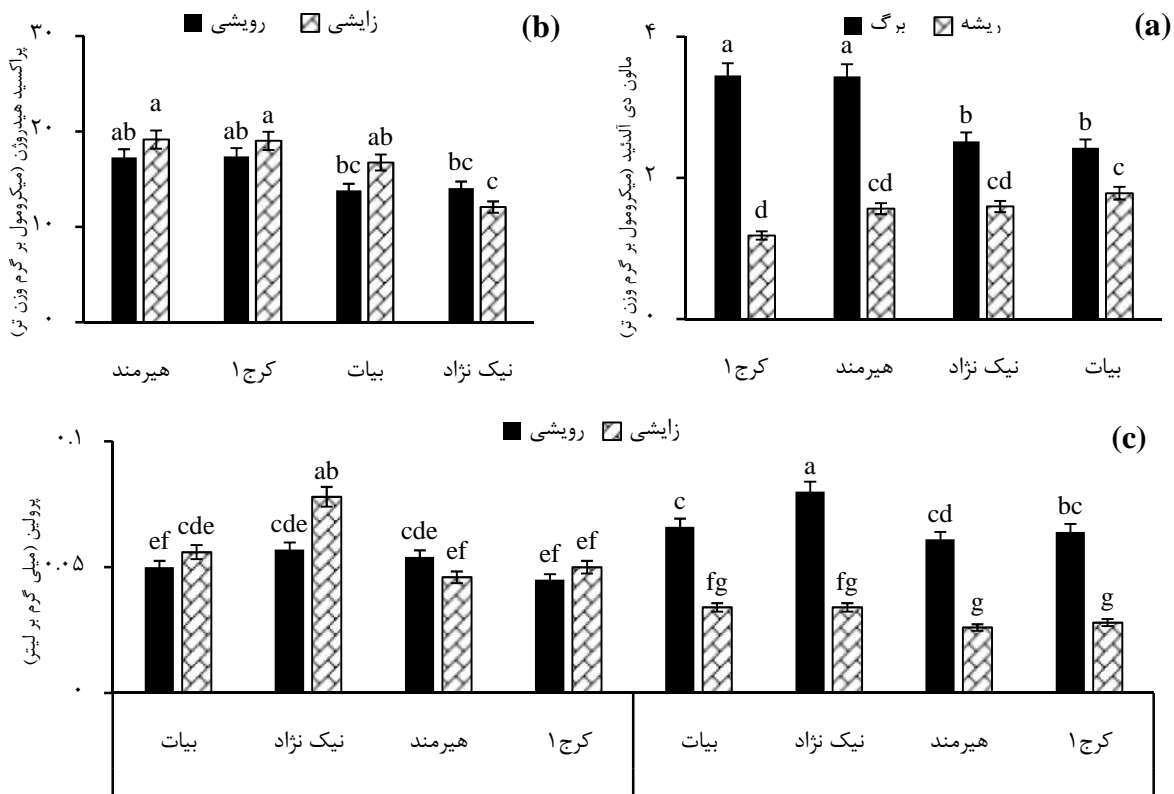 (b)
رویشی زایشی
پراکسید هیدروژن (میکرومول بر گرم وزن تر)
۳۰
۲۰
۱۰
۰
ab a ab a bc ab bc c
هیرمند کرج۱ بیات نیک نژاد
(a)
برگ ریشه
مالون دی آلدئید (میکرومول بر گرم وزن تر)
۴
۲
۰
a d a cd b cd b c
کرج۱ هیرمند نیک نژاد بیات
(c)
رویشی زایشی
پرولین (میلی گرم بر لیتر)
۰.۱
۰.۰۵
۰
ef cde cde ab cde ef ef ef c fg a fg cd g bc g
بیات نیک نژاد هیرمند کرج۱ بیات نیک نژاد هیرمند کرج۱